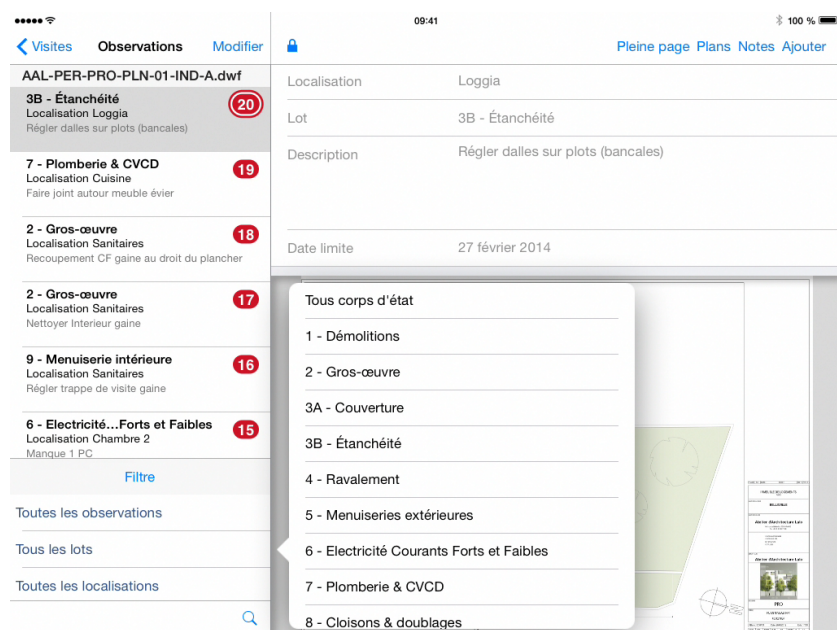 09:41
100 %
Visites
Observations
Modifier
Pleine page
Plans
Notes
Ajouter
AAL-PER-PRO-PLN-01-IND-A.dwf
3B - Étanchéité
20
Localisation Loggia
Régler dalles sur plots (bancales)
7 - Plomberie & CVCD
19
Localisation Cuisine
Faire joint autour meuble évier
2 - Gros-œuvre
18
Localisation Sanitaires
Recoupement CF gaine au droit du plancher
2 - Gros-œuvre
17
Localisation Sanitaires
Nettoyer Interieur gaine
9 - Menuiserie intérieure
16
Localisation Sanitaires
Régler trappe de visite gaine
6 - Electricité...Forts et Faibles
15
Localisation Chambre 2
Manque 1 PC
Filtre
Toutes les observations
Tous les lots
Toutes les localisations
Localisation Loggia
Lot 3B - Étanchéité
Description Régler dalles sur plots (bancales)
Date limite 27 février 2014
Tous corps d'état
1 - Démolitions
2 - Gros-œuvre
3A - Couverture
3B - Étanchéité
4 - Ravalement
5 - Menuiseries extérieures
6 - Electricité Courants Forts et Faibles
7 - Plomberie & CVCD
8 - Cloisons & doublages
PRO